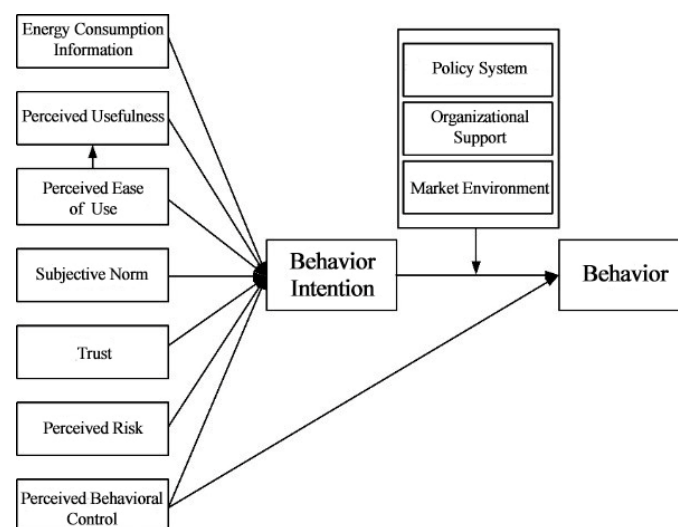 Energy Consumption
Information
Perceived Usefulness
Perceived Ease
of Use
Subjective Norm
Trust
Perceived Risk
Perceived Behavioral
Control
Behavior
Intention
Policy System
Organizational
Support
Market Environment
Behavior